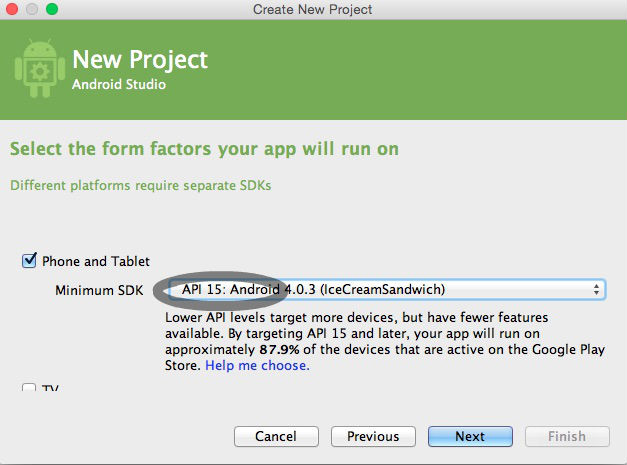 Create New Project
New Project
Android Studio
Select the form factors your app will run on
Different platforms require separate SDKs
Phone and Tablet
Minimum SDK API 15: Android 4.0.3 (IceCreamSandwich)
Lower API levels target more devices, but have fewer features
available. By targeting API 15 and later, your app will run on
approximately 87.9% of the devices that are active on the Google Play
Store. Help me choose.
TV
Cancel Previous Next Finish